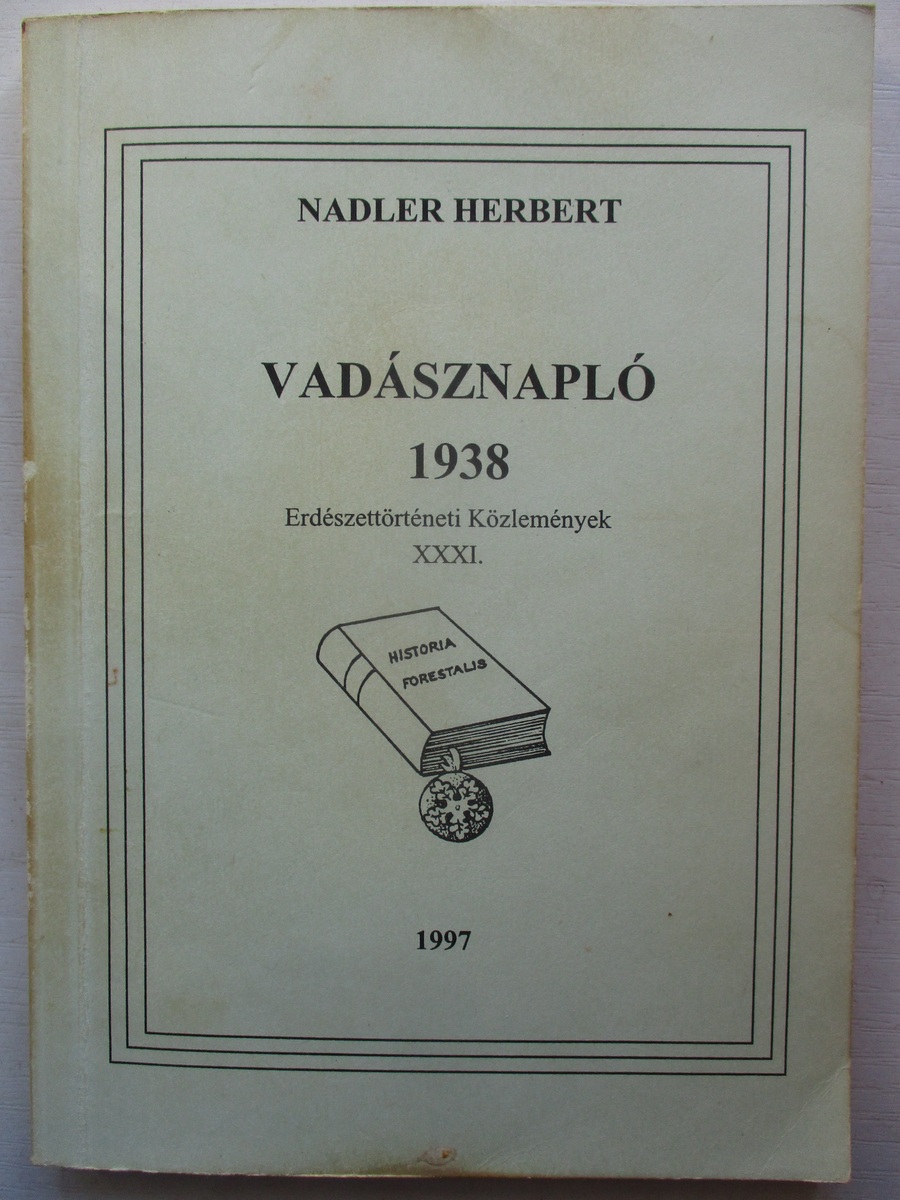 NADLER HERBERT
VADÁSZNAPLÓ
1938
Erdészettörténeti Közlemények
XXXI.
HISTORIA
FORESTALIS
1997